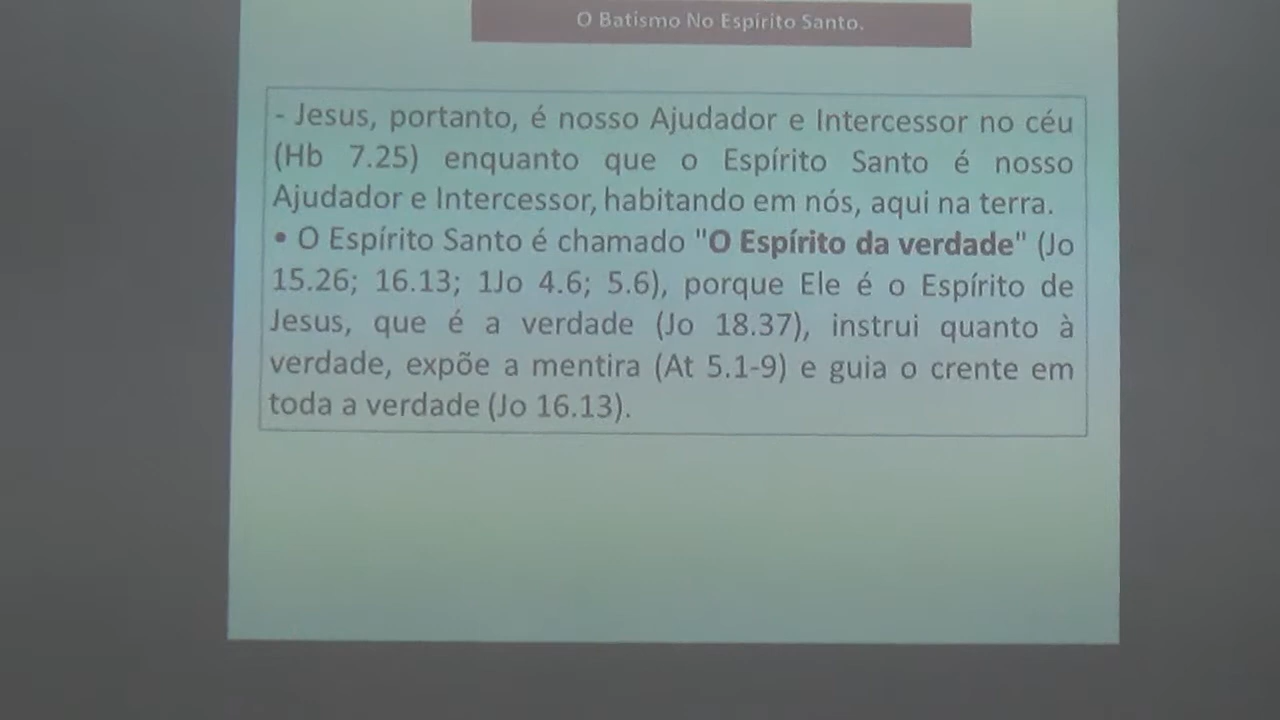 O Batismo No Espírito Santo.
- Jesus, portanto, é nosso Ajudador e Intercessor no céu
(Hb 7.25) enquanto que o Espírito Santo é nosso
Ajudador e Intercessor, habitando em nós, aqui na terra.
• O Espírito Santo é chamado "O Espírito da verdade" (Jo
15.26; 16.13; 1Jo 4.6; 5.6), porque Ele é o Espírito de
Jesus, que é a verdade (Jo 18.37), instrui quanto à
verdade, expõe a mentira (At 5.1-9) e guia o crente em
toda a verdade (Jo 16.13).